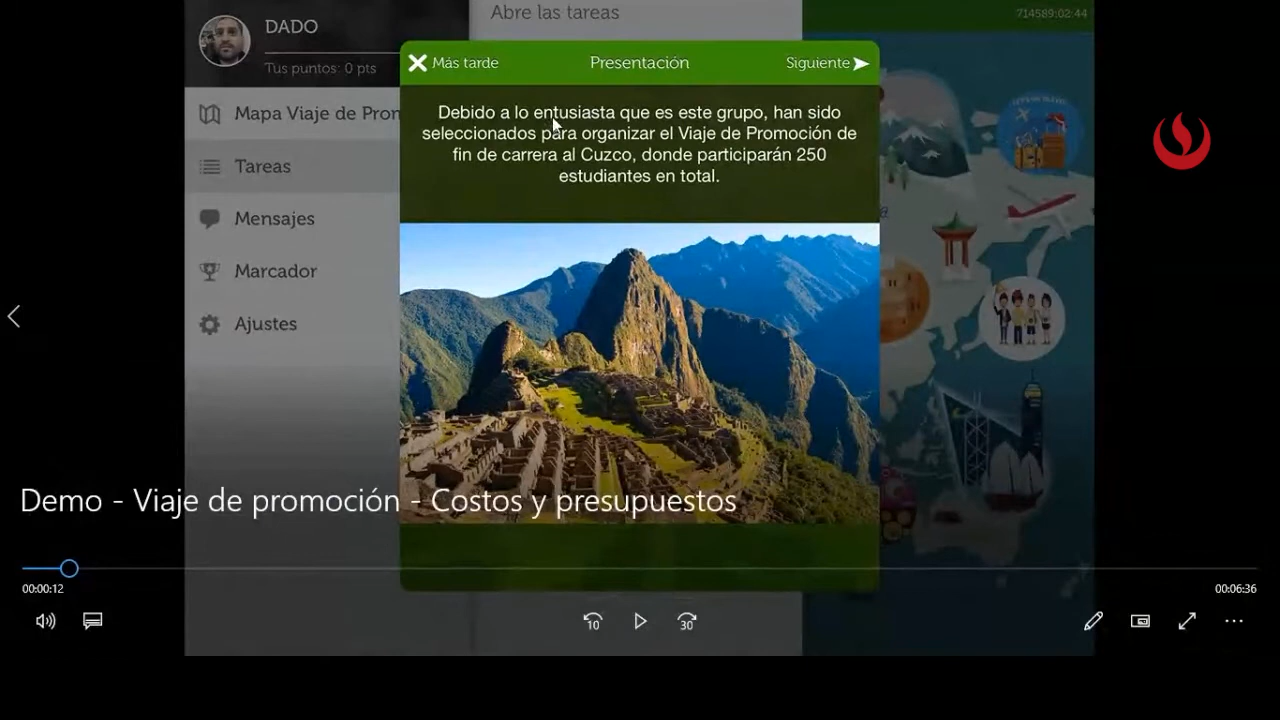 DADO
Tus puntos: 0 pts
Mapa Viaje de Pron
Tareas
Mensajes
Marcador
Ajustes
Abre las tareas
714589:02:44
Más tarde
Presentación
Siguiente
Debido a lo entusiasta que es este grupo, han sido
seleccionados para organizar el Viaje de Promoción de
fin de carrera al Cuzco, donde participarán 250
estudiantes en total.
Demo - Viaje de promoción - Costos y presupuestos
00:00:12
00:06:36
10
30